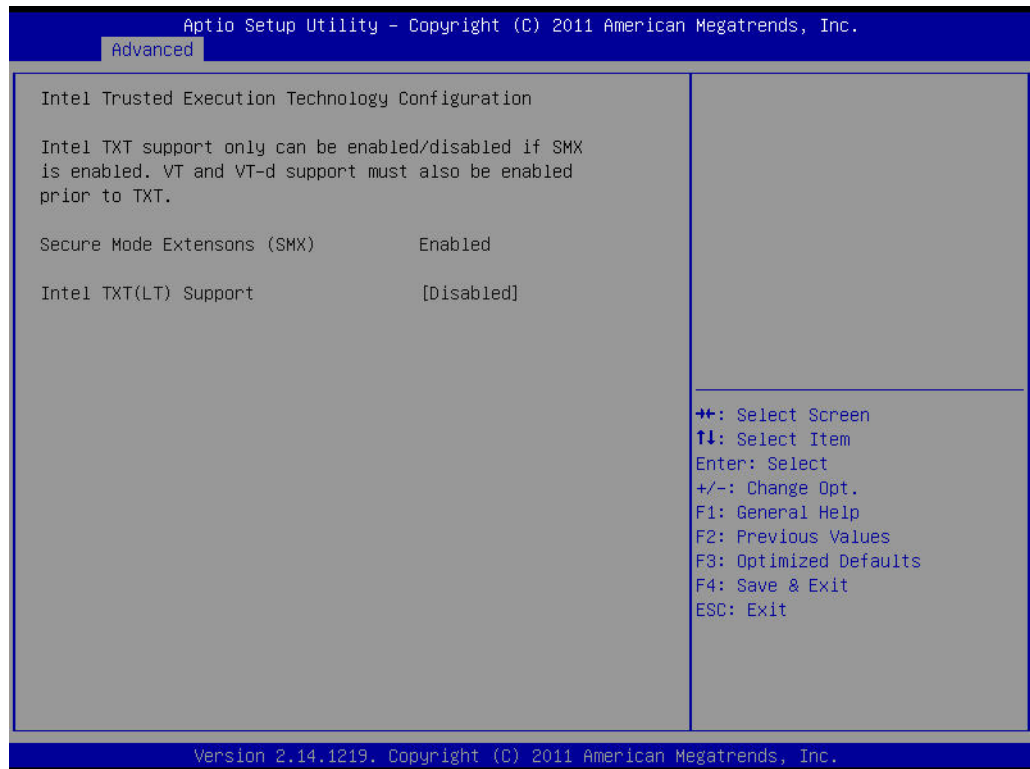 Aptio Setup Utility – Copyright (C) 2011 American Megatrends, Inc.
Advanced
Intel Trusted Execution Technology Configuration
Intel TXT support only can be enabled/disabled if SMX
is enabled. VT and VT-d support must also be enabled
prior to TXT.
Secure Mode Extensons (SMX) Enabled
Intel TXT(LT) Support [Disabled]
→←: Select Screen
↑↓: Select Item
Enter: Select
+/-: Change Opt.
F1: General Help
F2: Previous Values
F3: Optimized Defaults
F4: Save & Exit
ESC: Exit
Version 2.14.1219. Copyright (C) 2011 American Megatrends, Inc.